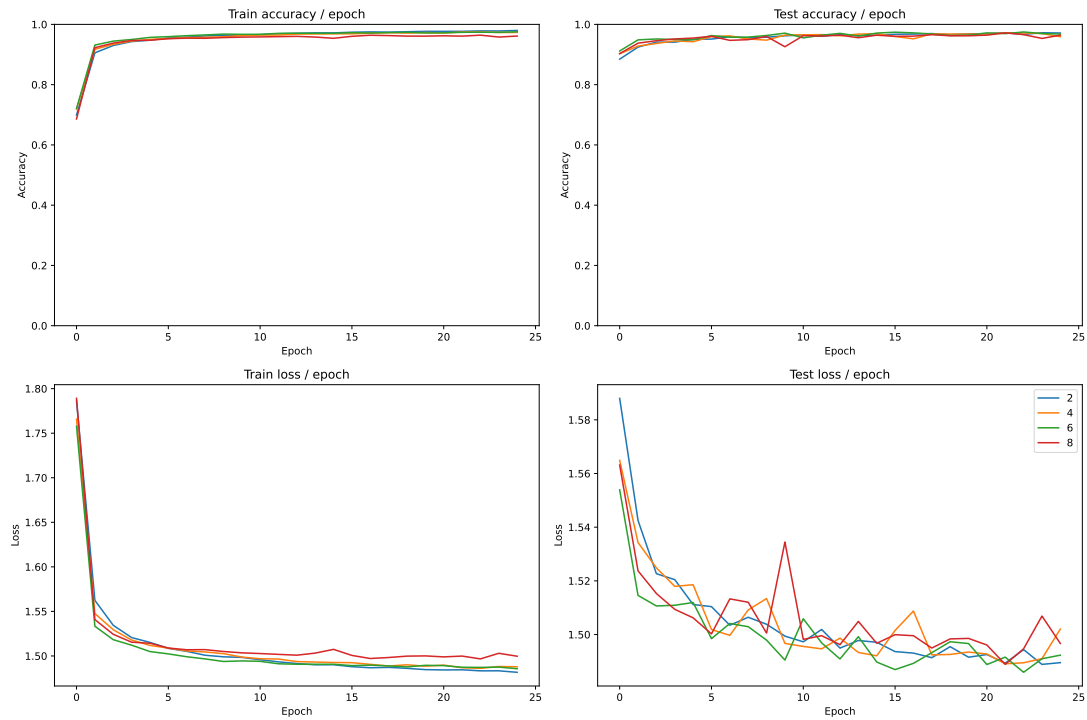 Train accuracy / epoch
1.0
0.8
0.6
0.4
0.2
0.0
Accuracy
0 5 10 15 20 25
Epoch
Test accuracy / epoch
1.0
0.8
0.6
0.4
0.2
0.0
Accuracy
0 5 10 15 20 25
Epoch
Train loss / epoch
1.80
1.75
1.70
1.65
1.60
1.55
1.50
Loss
0 5 10 15 20 25
Epoch
Test loss / epoch
1.58
1.56
1.54
1.52
1.50
Loss
0 5 10 15 20 25
Epoch
2
4
6
8